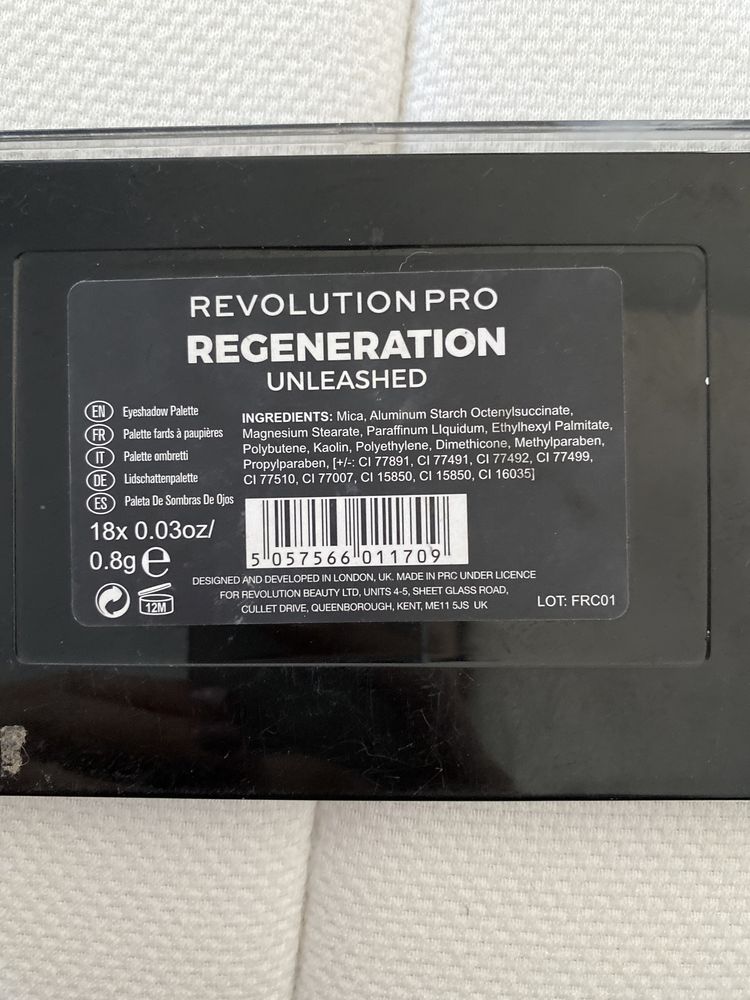 REVOLUTION PRO
REGENERATION
UNLEASHED
EN Eyeshadow Palette
FR Palette fards à paupières
IT Palette ombretti
DE Lidschattenpalette
ES Paleta De Sombras De Ojos
18x 0.03oz/
0.8g ℮
INGREDIENTS: Mica, Aluminum Starch Octenylsuccinate,
Magnesium Stearate, Paraffinum LIquidum, Ethylhexyl Palmitate,
Polybutene, Kaolin, Polyethylene, Dimethicone, Methylparaben,
Propylparaben, [+/-: CI 77891, CI 77491, CI 77492, CI 77499,
CI 77510, CI 77007, CI 15850, CI 15850, CI 16035]
5 057566 011709
12M
DESIGNED AND DEVELOPED IN LONDON, UK. MADE IN PRC UNDER LICENCE
FOR REVOLUTION BEAUTY LTD, UNITS 4-5, SHEET GLASS ROAD,
CULLET DRIVE, QUEENBOROUGH, KENT, ME11 5JS UK
LOT: FRC01